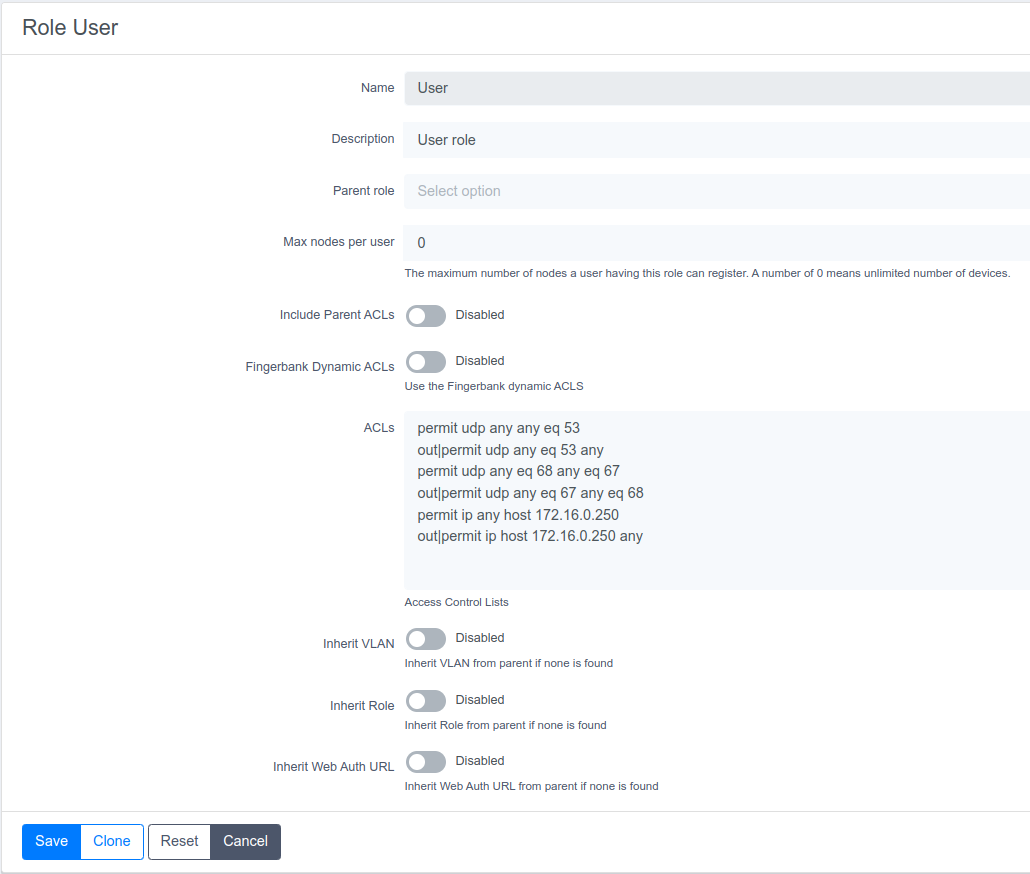 Role User
Name User
Description User role
Parent role Select option
Max nodes per user 0
The maximum number of nodes a user having this role can register. A number of 0 means unlimited number of devices.
Include Parent ACLs Disabled
Fingerbank Dynamic ACLs Disabled
Use the Fingerbank dynamic ACLS
ACLs permit udp any any eq 53
out|permit udp any eq 53 any
permit udp any eq 68 any eq 67
out|permit udp any eq 67 any eq 68
permit ip any host 172.16.0.250
out|permit ip host 172.16.0.250 any
Access Control Lists
Inherit VLAN Disabled
Inherit VLAN from parent if none is found
Inherit Role Disabled
Inherit Role from parent if none is found
Inherit Web Auth URL Disabled
Inherit Web Auth URL from parent if none is found
Save Clone Reset Cancel